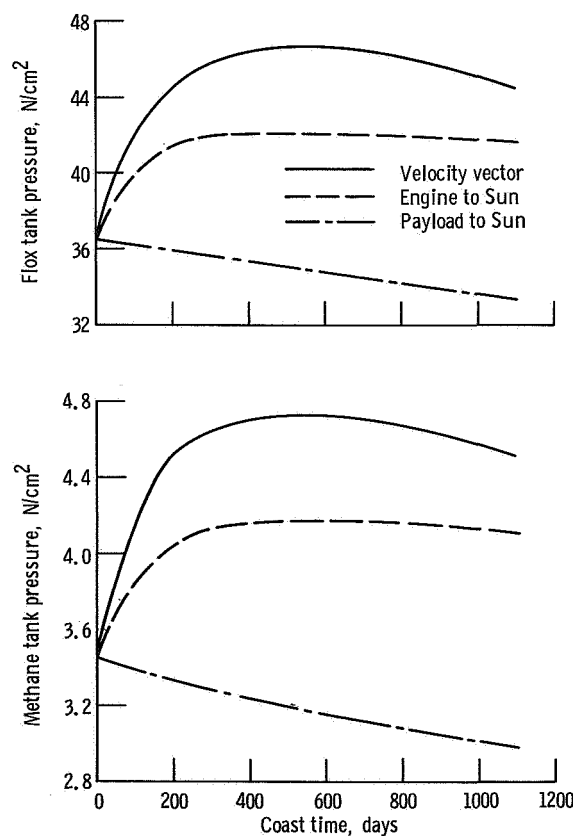 Flox tank pressure, N/cm²
48
44
40
36
32
Velocity vector
Engine to Sun
Payload to Sun
Methane tank pressure, N/cm²
4.8
4.4
4.0
3.6
3.2
2.8
0 200 400 600 800 1000 1200
Coast time, days